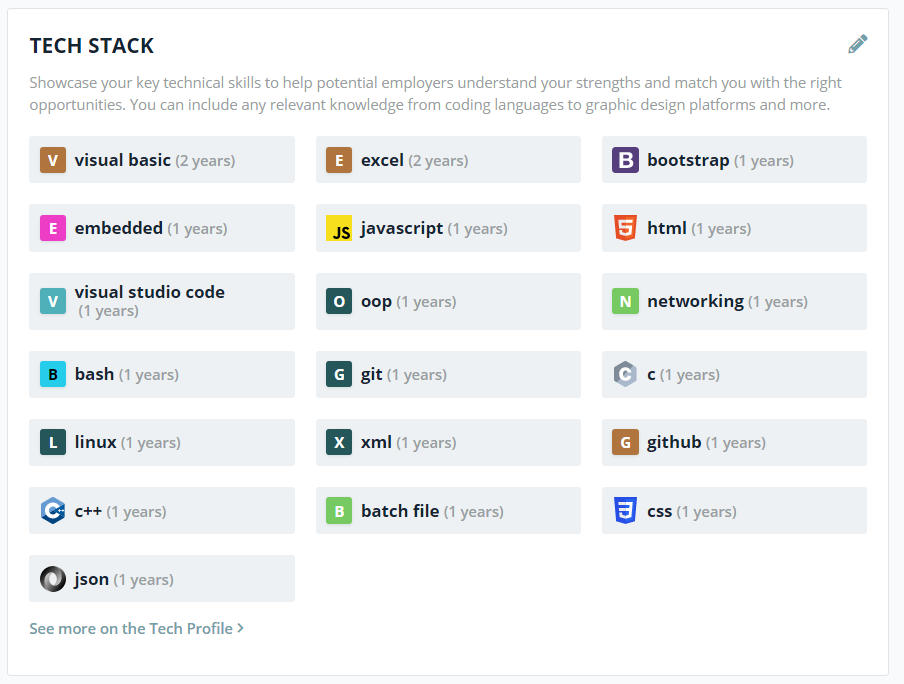 TECH STACK
Showcase your key technical skills to help potential employers understand your strengths and match you with the right
opportunities. You can include any relevant knowledge from coding languages to graphic design platforms and more.
V visual basic (2 years)
E excel (2 years)
B bootstrap (1 years)
E embedded (1 years)
JS javascript (1 years)
5 html (1 years)
V visual studio code
(1 years)
O oop (1 years)
N networking (1 years)
B bash (1 years)
G git (1 years)
C c (1 years)
L linux (1 years)
X xml (1 years)
G github (1 years)
C++ c++ (1 years)
B batch file (1 years)
3 css (1 years)
json (1 years)
See more on the Tech Profile >